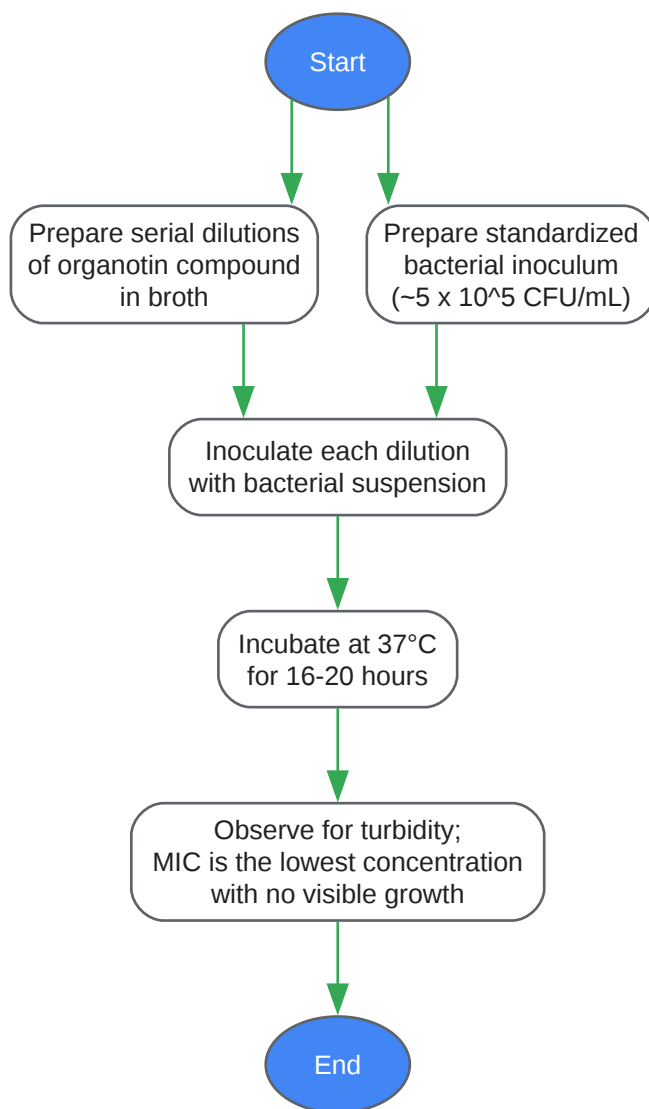 Start
Prepare serial dilutions
of organotin compound
in broth
Prepare standardized
bacterial inoculum
(~5 x 10^5 CFU/mL)
Inoculate each dilution
with bacterial suspension
Incubate at 37°C
for 16-20 hours
Observe for turbidity;
MIC is the lowest concentration
with no visible growth
End